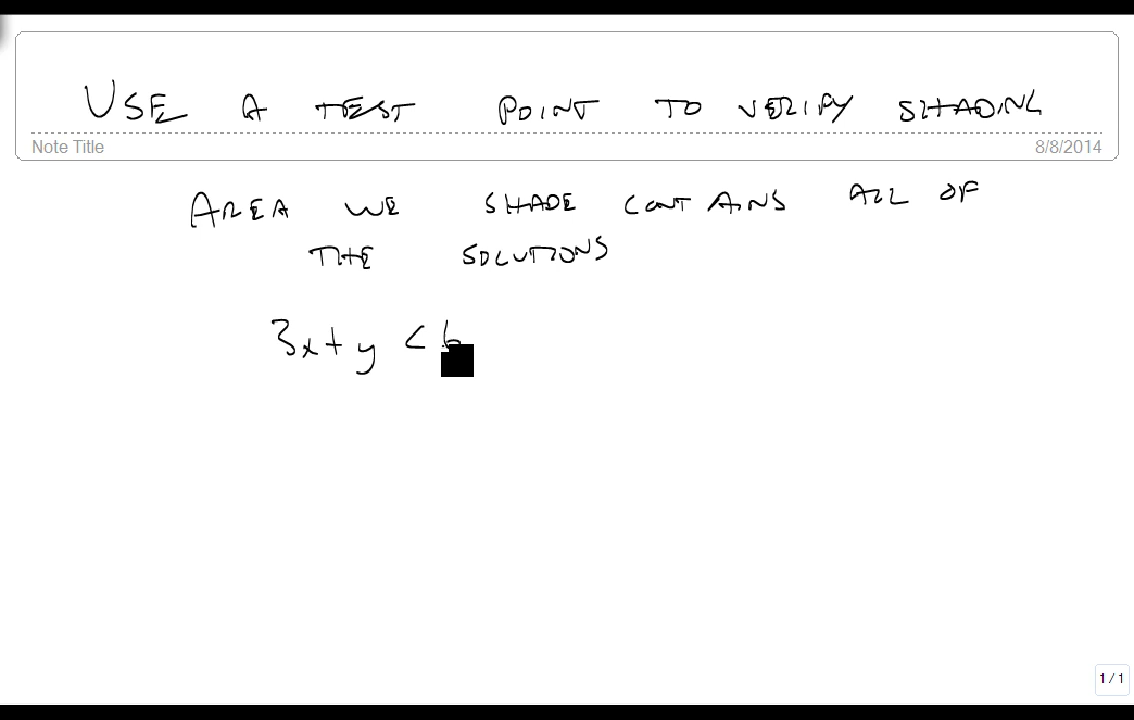 USE A TEST POINT TO VERIFY SHADING
Note Title
8/8/2014
AREA WE SHADE CONTAINS ALL OF
THE SOLUTIONS
3x + y <
1 / 1